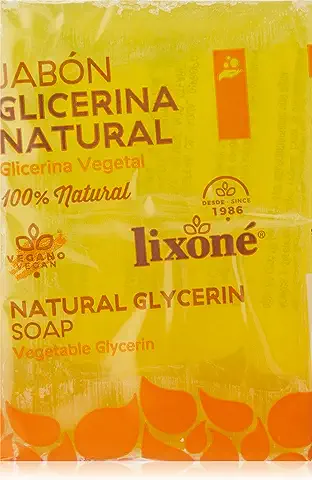 JABÓN
GLICERINA
NATURAL
Glicerina Vegetal
100% Natural
DESDE - SINCE
1986
VEGANO
VEGAN
lixoné®
NATURAL GLYCERIN
SOAP
Vegetable Glycerin